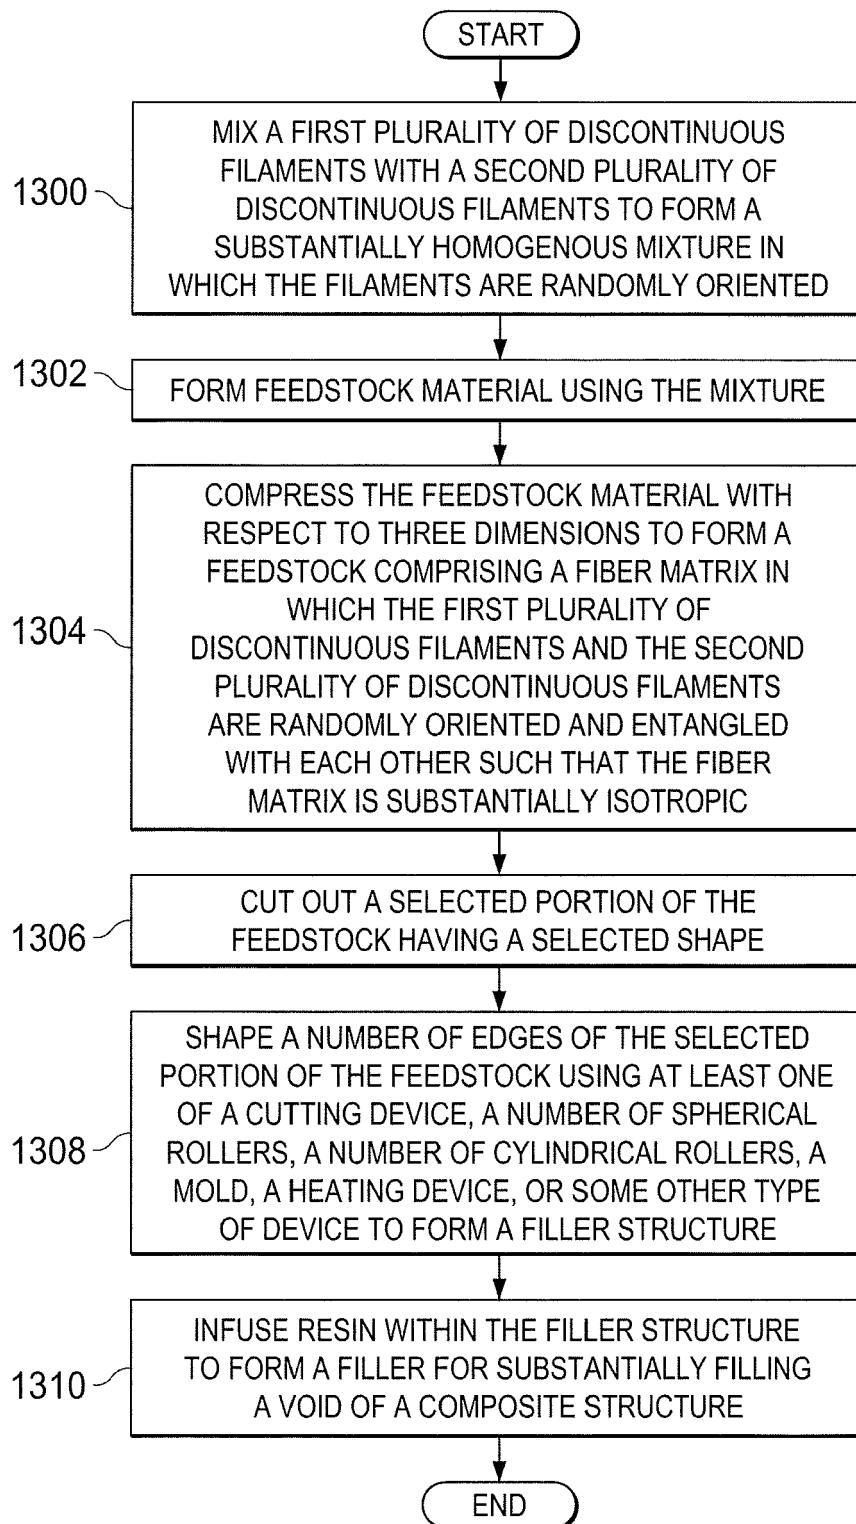 START
1300
MIX A FIRST PLURALITY OF DISCONTINUOUS
FILAMENTS WITH A SECOND PLURALITY OF
DISCONTINUOUS FILAMENTS TO FORM A
SUBSTANTIALLY HOMOGENOUS MIXTURE IN
WHICH THE FILAMENTS ARE RANDOMLY ORIENTED
1302
FORM FEEDSTOCK MATERIAL USING THE MIXTURE
1304
COMPRESS THE FEEDSTOCK MATERIAL WITH
RESPECT TO THREE DIMENSIONS TO FORM A
FEEDSTOCK COMPRISING A FIBER MATRIX IN
WHICH THE FIRST PLURALITY OF
DISCONTINUOUS FILAMENTS AND THE SECOND
PLURALITY OF DISCONTINUOUS FILAMENTS
ARE RANDOMLY ORIENTED AND ENTANGLED
WITH EACH OTHER SUCH THAT THE FIBER
MATRIX IS SUBSTANTIALLY ISOTROPIC
1306
CUT OUT A SELECTED PORTION OF THE
FEEDSTOCK HAVING A SELECTED SHAPE
1308
SHAPE A NUMBER OF EDGES OF THE SELECTED
PORTION OF THE FEEDSTOCK USING AT LEAST ONE
OF A CUTTING DEVICE, A NUMBER OF SPHERICAL
ROLLERS, A NUMBER OF CYLINDRICAL ROLLERS, A
MOLD, A HEATING DEVICE, OR SOME OTHER TYPE
OF DEVICE TO FORM A FILLER STRUCTURE
1310
INFUSE RESIN WITHIN THE FILLER STRUCTURE
TO FORM A FILLER FOR SUBSTANTIALLY FILLING
A VOID OF A COMPOSITE STRUCTURE
END